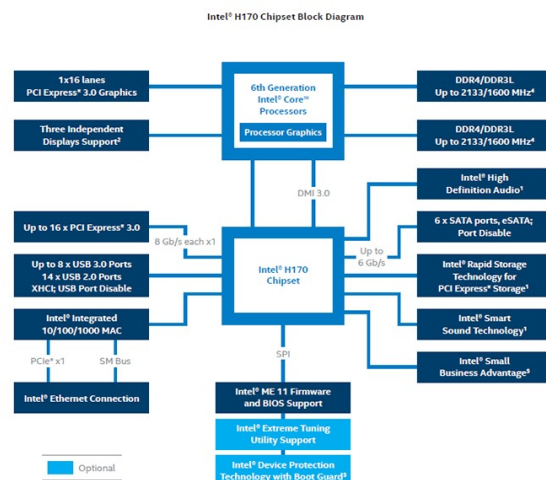 Intel® H170 Chipset Block Diagram
1x16 lanes
PCI Express* 3.0 Graphics
Three Independent
Displays Support²
6th Generation
Intel® Core™
Processors
Processor Graphics
DDR4/DDR3L
Up to 2133/1600 MHz⁴
DDR4/DDR3L
Up to 2133/1600 MHz⁴
DMI 3.0
Intel® High
Definition Audio¹
Up to 16 x PCI Express* 3.0
8 Gb/s each x1
6 x SATA ports, eSATA;
Port Disable
Up to
6 Gb/s
Up to 8 x USB 3.0 Ports
14 x USB 2.0 Ports
XHCI; USB Port Disable
Intel® H170
Chipset
Intel® Rapid Storage
Technology for
PCI Express* Storage¹
Intel® Integrated
10/100/1000 MAC
Intel® Smart
Sound Technology¹
PCIe* x1
SM Bus
SPI
Intel® Small
Business Advantage⁵
Intel® Ethernet Connection
Intel® ME 11 Firmware
and BIOS Support
Intel® Extreme Tuning
Utility Support
Intel® Device Protection
Technology with Boot Guard⁵
Optional